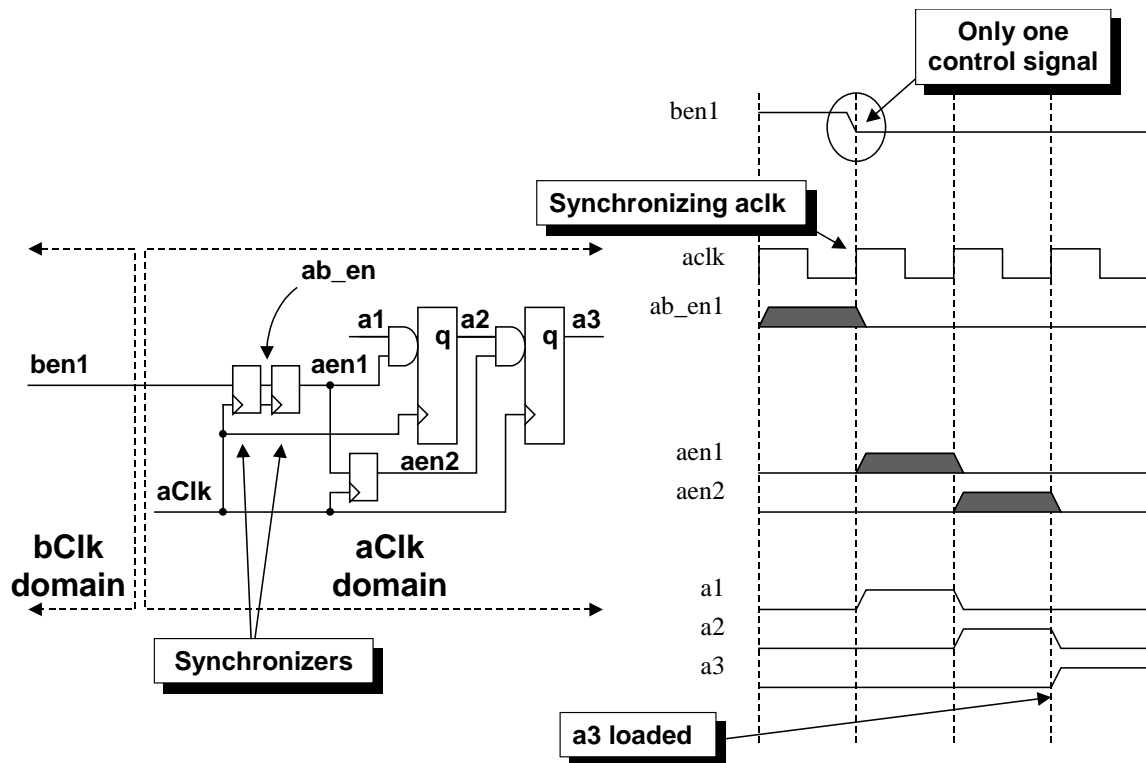 Only one
control signal
ben1
Synchronizing aclk
aclk
ab_en1
aen1
aen2
a1
a2
a3
a3 loaded
ab_en
a1
q
a2
q
a3
ben1
aen1
aen2
aClk
bClk
domain
aClk
domain
Synchronizers